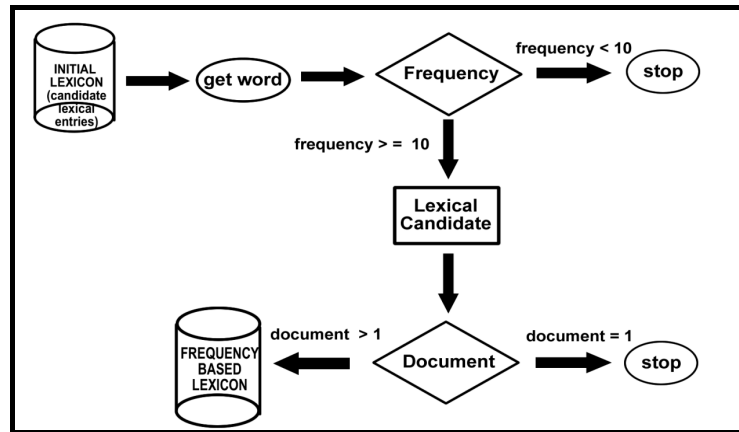 INITIAL
LEXICON
(candidate
lexical
entries)
get word
Frequency
frequency < 10
stop
frequency > = 10
Lexical
Candidate
document > 1
document = 1
FREQUENCY
BASED
LEXICON
Document
stop